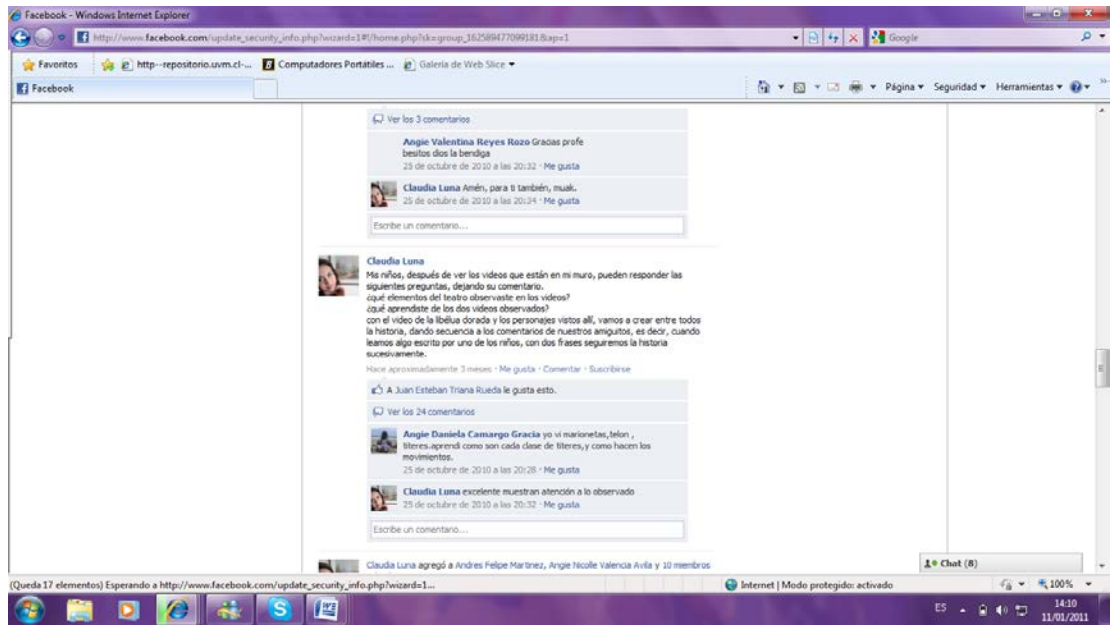 Facebook - Windows Internet Explorer
http://www.facebook.com/update_security_info.php?wizard=1#!/home.php?sk=group_162589477099181&ap=1
Google
Favoritos
http--repositorio.uvm.cl-...
Computadores Portátiles ...
Galería de Web Slice
Facebook
Página
Seguridad
Herramientas
Ver los 3 comentarios
Angie Valentina Reyes Rozo Gracias profe
besitos dios la bendiga
25 de octubre de 2010 a las 20:32 · Me gusta
Claudia Luna Amén, para ti también, muak.
25 de octubre de 2010 a las 20:34 · Me gusta
Escribe un comentario...
Claudia Luna
Mis niños, después de ver los videos que están en mi muro, pueden responder las
siguientes preguntas, dejando su comentario.
¿qué elementos del teatro observaste en los videos?
¿qué aprendiste de los dos videos observados?
con el video de la libélua dorada y los personajes vistos allí, vamos a crear entre todos
la historia, dando secuencia a los comentarios de nuestros amiguitos, es decir, cuando
leamos algo escrito por uno de los niños, con dos frases seguiremos la historia
sucesivamente.
Hace aproximadamente 3 meses · Me gusta · Comentar · Suscribirse
A Juan Esteban Triana Rueda le gusta esto.
Ver los 24 comentarios
Angie Daniela Camargo Gracia yo vi marionetas,telon ,
titeres.aprendi como son cada clase de titeres,y como hacen los
movimientos.
25 de octubre de 2010 a las 20:28 · Me gusta
Claudia Luna excelente muestran atención a lo observado
25 de octubre de 2010 a las 20:32 · Me gusta
Escribe un comentario...
Claudia Luna agregó a Andres Felipe Martinez, Angie Nicolle Valencia Avila y 10 miembros
Chat (8)
(Queda 17 elementos) Esperando a http://www.facebook.com/update_security_info.php?wizard=1...
Internet | Modo protegido: activado
100%
ES
14:10
11/01/2011